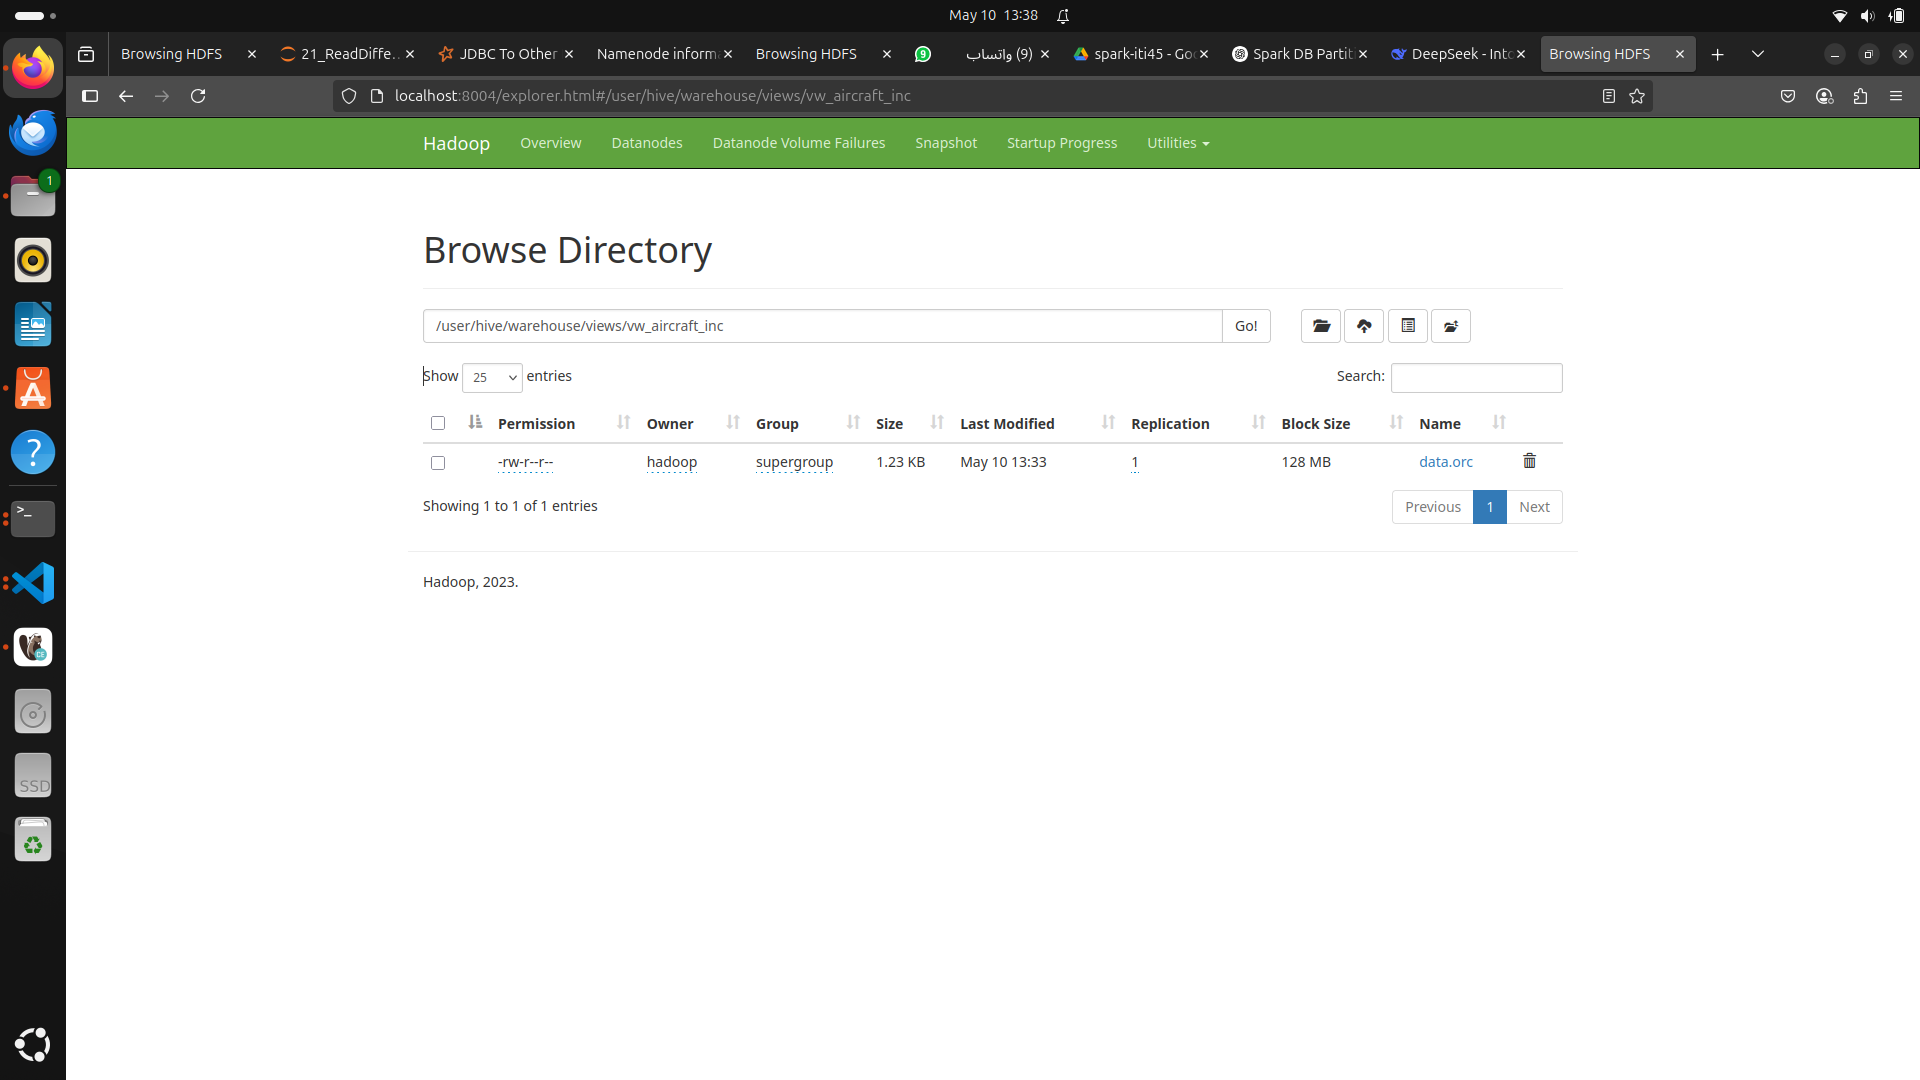 May 10 13:38
Browsing HDFS
21_ReadDiffe..
JDBC To Other
Namenode inform
Browsing HDFS
9
(9) واتساب
spark-iti45 - Goo
Spark DB Partiti
DeepSeek - Into
Browsing HDFS
localhost:8004/explorer.html#/user/hive/warehouse/views/vw_aircraft_inc
Hadoop Overview Datanodes Datanode Volume Failures Snapshot Startup Progress Utilities
1
Browse Directory
/user/hive/warehouse/views/vw_aircraft_inc Go!
Show 25 entries Search:
Permission Owner Group Size Last Modified Replication Block Size Name
-rw-r--r-- hadoop supergroup 1.23 KB May 10 13:33 1 128 MB data.orc
Showing 1 to 1 of 1 entries Previous 1 Next
Hadoop, 2023.
>_
CE
SSD